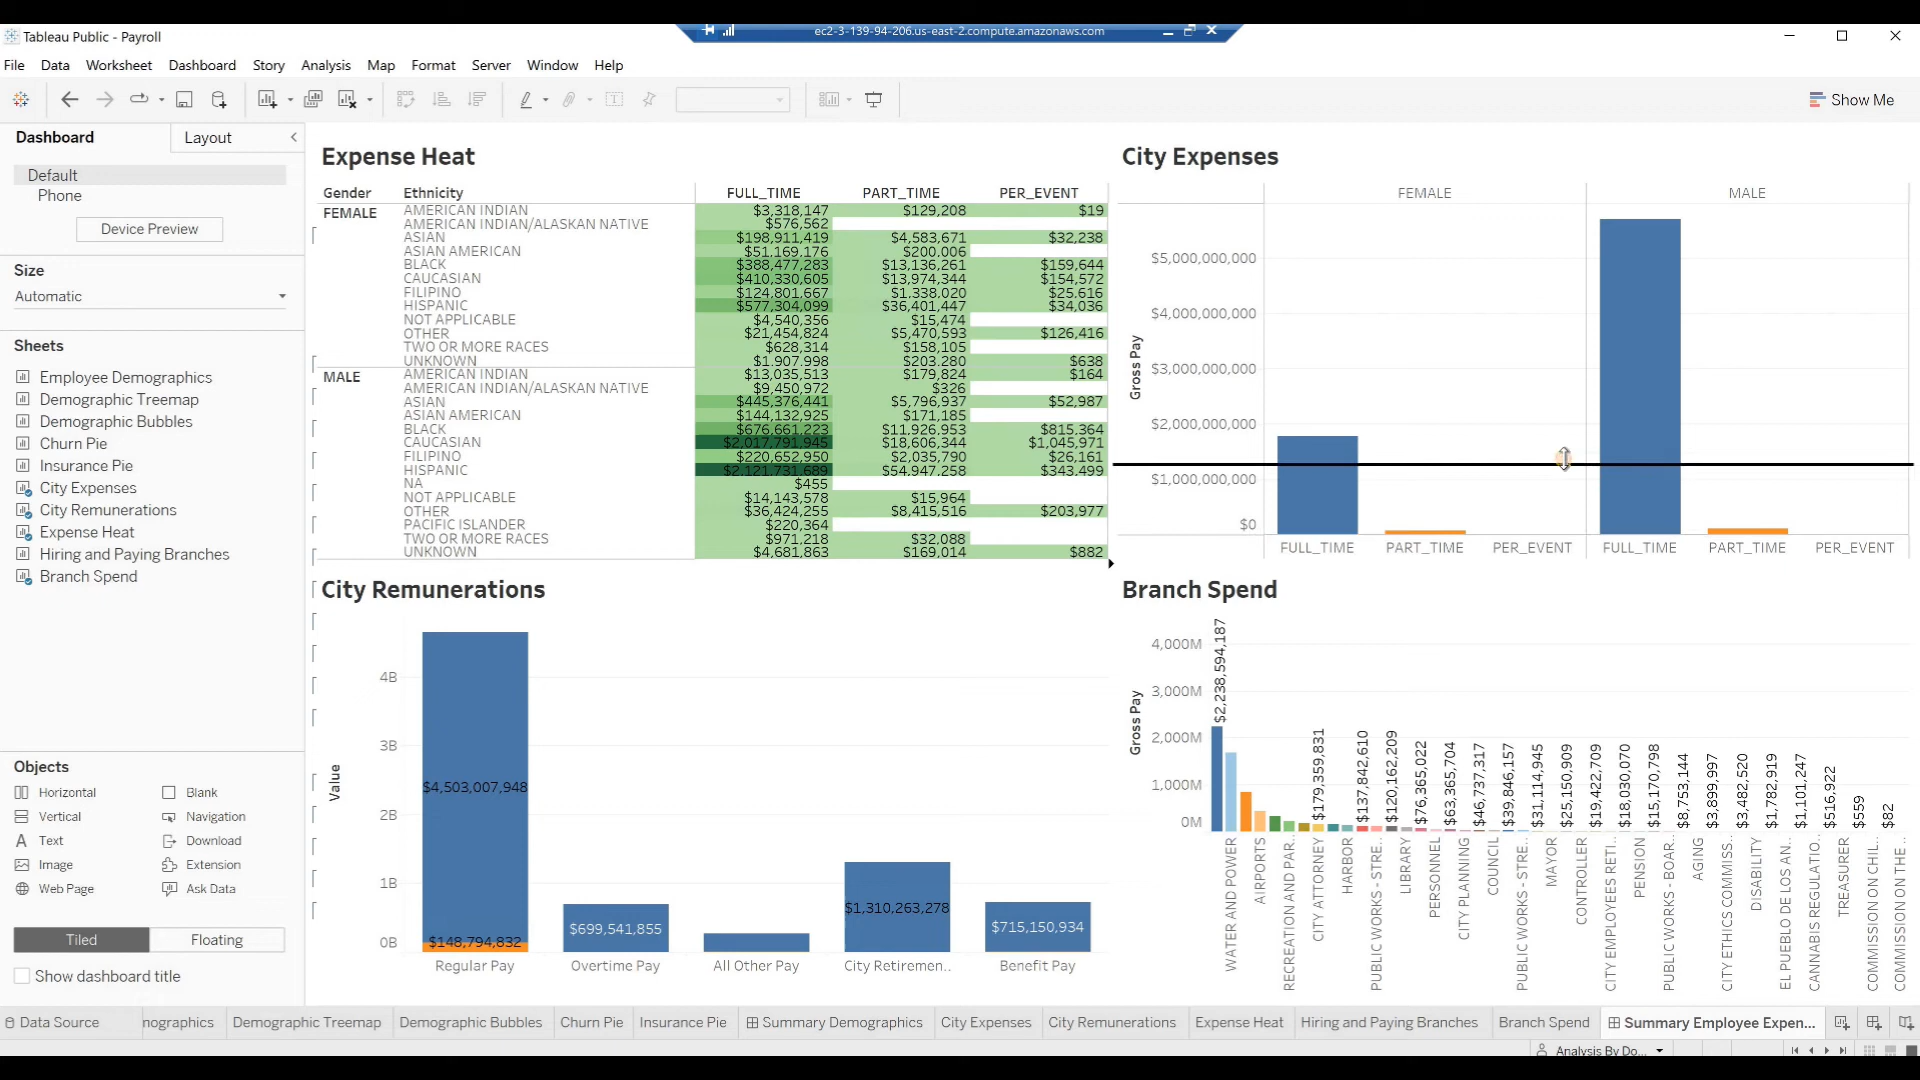 ec2-3-139-94-206.us-east-2.compute.amazonaws.com
Tableau Public - Payroll
File Data Worksheet Dashboard Story Analysis Map Format Server Window Help
Show Me
Dashboard Layout
Default
Phone
Device Preview
Size
Automatic
Sheets
Employee Demographics
Demographic Treemap
Demographic Bubbles
Churn Pie
Insurance Pie
City Expenses
City Remunerations
Expense Heat
Hiring and Paying Branches
Branch Spend
Objects
Horizontal Blank
Vertical Navigation
Text Download
Image Extension
Web Page Ask Data
Tiled Floating
Show dashboard title
Expense Heat
Gender Ethnicity FULL_TIME PART_TIME PER_EVENT
FEMALE AMERICAN INDIAN $3,318,147 $129,208 $19
AMERICAN INDIAN/ALASKAN NATIVE $576,562
ASIAN $198,911,419 $4,583,671 $32,238
ASIAN AMERICAN $51,169,176 $200,006
BLACK $388,477,283 $13,136,261 $159,644
CAUCASIAN $410,330,605 $13,974,344 $154,572
FILIPINO $124,801,667 $1,338,020 $25,616
HISPANIC $577,304,099 $36,401,447 $34,036
NOT APPLICABLE $4,540,356 $15,474
OTHER $21,454,824 $5,470,593 $126,416
TWO OR MORE RACES $628,314 $158,105
UNKNOWN $1,907,998 $203,280 $638
MALE AMERICAN INDIAN $13,035,513 $179,824 $164
AMERICAN INDIAN/ALASKAN NATIVE $9,450,972 $326
ASIAN $445,376,441 $5,796,937 $52,987
ASIAN AMERICAN $144,132,925 $171,185
BLACK $676,661,223 $11,926,953 $815,364
CAUCASIAN $2,017,791,945 $18,606,344 $1,045,971
FILIPINO $220,652,950 $2,035,790 $26,161
HISPANIC $2,121,731,689 $54,947,258 $343,499
NA $455
NOT APPLICABLE $14,143,578 $15,964
OTHER $36,424,255 $8,415,516 $203,977
PACIFIC ISLANDER $220,364
TWO OR MORE RACES $971,218 $32,088
UNKNOWN $4,681,863 $169,014 $882
City Expenses
FEMALE MALE
Gross Pay
$5,000,000,000
$4,000,000,000
$3,000,000,000
$2,000,000,000
$1,000,000,000
$0
FULL_TIME PART_TIME PER_EVENT FULL_TIME PART_TIME PER_EVENT
City Remunerations
Value
4B
3B
2B
1B
0B
$4,503,007,948
$148,794,832
$699,541,855
$1,310,263,278
$715,150,934
Regular Pay Overtime Pay All Other Pay City Retiremen.. Benefit Pay
Branch Spend
Gross Pay
4,000M
3,000M
2,000M
1,000M
0M
$2,238,594,187
$179,359,831
$137,842,610
$120,162,209
$76,365,022
$63,365,704
$46,737,317
$39,846,157
$31,114,945
$25,150,909
$19,422,709
$18,030,070
$15,170,798
$8,753,144
$3,899,997
$3,482,520
$1,782,919
$1,101,247
$516,922
$559
$82
WATER AND POWER
AIRPORTS
RECREATION AND PAR..
CITY ATTORNEY
HARBOR
PUBLIC WORKS - STRE..
LIBRARY
PERSONNEL
CITY PLANNING
COUNCIL
PUBLIC WORKS - STRE..
MAYOR
CONTROLLER
CITY EMPLOYEES RETI..
PENSION
PUBLIC WORKS - BOAR..
AGING
CITY ETHICS COMMISS..
DISABILITY
EL PUEBLO DE LOS AN..
CANNABIS REGULATIO..
TREASURER
COMMISSION ON CHIL..
COMMISSION ON THE ..
Data Source nographics Demographic Treemap Demographic Bubbles Churn Pie Insurance Pie Summary Demographics City Expenses City Remunerations Expense Heat Hiring and Paying Branches Branch Spend Summary Employee Expen...
Analysis By Do...